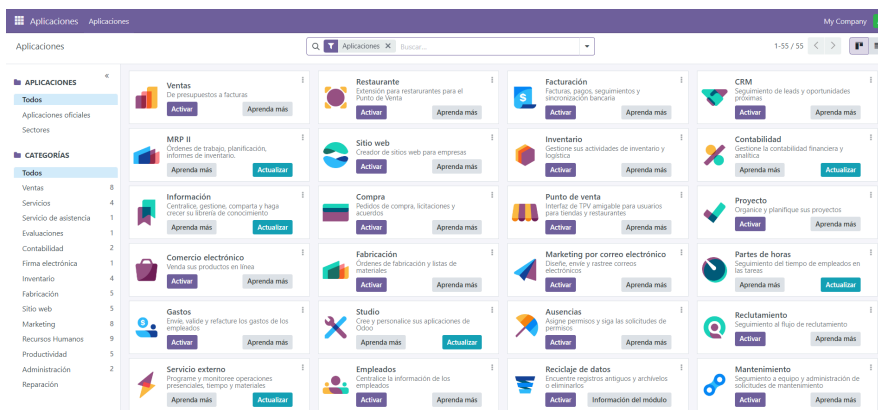 Aplicaciones Aplicaciones My Company
Aplicaciones Aplicaciones × Buscar... 1-55 / 55
APLICACIONES
Todos
Aplicaciones oficiales
Sectores
CATEGORÍAS
Todos
Ventas 8
Servicios 4
Servicio de asistencia 1
Evaluaciones 1
Contabilidad 2
Firma electrónica 1
Inventario 4
Fabricación 5
Sitio web 5
Marketing 8
Recursos Humanos 9
Productividad 5
Administración 2
Reparación
Ventas
De presupuestos a facturas
Activar Aprenda más
Restaurante
Extensión para restaurantes para el
Punto de Venta
Activar Aprenda más
Facturación
Facturas, pagos, seguimientos y
sincronización bancaria
Activar Aprenda más
CRM
Seguimiento de leads y oportunidades
próximas
Activar Aprenda más
MRP II
Órdenes de trabajo, planificación,
informes de inventario.
Aprenda más Actualizar
Sitio web
Creador de sitios web para empresas
Activar Aprenda más
Inventario
Gestione sus actividades de inventario y
logística
Activar Aprenda más
Contabilidad
Gestione la contabilidad financiera y
analítica
Aprenda más Actualizar
Información
Centralice, gestione, comparta y haga
crecer su librería de conocimiento
Aprenda más Actualizar
Compra
Pedidos de compra, licitaciones y
acuerdos
Activar Aprenda más
Punto de venta
Interfaz de TPV amigable para usuarios
para tiendas y restaurantes
Activar Aprenda más
Proyecto
Organice y planifique sus proyectos
Activar Aprenda más
Comercio electrónico
Venda sus productos en línea
Activar Aprenda más
Fabricación
Órdenes de fabricación y listas de
materiales
Activar Aprenda más
Marketing por correo electrónico
Diseñe, envíe y rastree correos
electrónicos
Activar Aprenda más
Partes de horas
Seguimiento del tiempo de empleados en
las tareas
Aprenda más Actualizar
Gastos
Envíe, valide y refacture los gastos de los
empleados
Activar Aprenda más
Studio
Cree y personalice sus aplicaciones de
Odoo
Aprenda más Actualizar
Ausencias
Asigne permisos y siga las solicitudes de
permisos
Activar Aprenda más
Reclutamiento
Seguimiento al flujo de reclutamiento
Activar Aprenda más
Servicio externo
Programe y monitoree operaciones
presenciales, tiempo y materiales
Aprenda más Actualizar
Empleados
Centralice la información de los
empleados
Activar Aprenda más
Reciclaje de datos
Encuentre registros antiguos y archívelos
o elimínelos
Activar Información del módulo
Mantenimiento
Seguimiento a equipo y administración de
solicitudes de mantenimiento
Activar Aprenda más